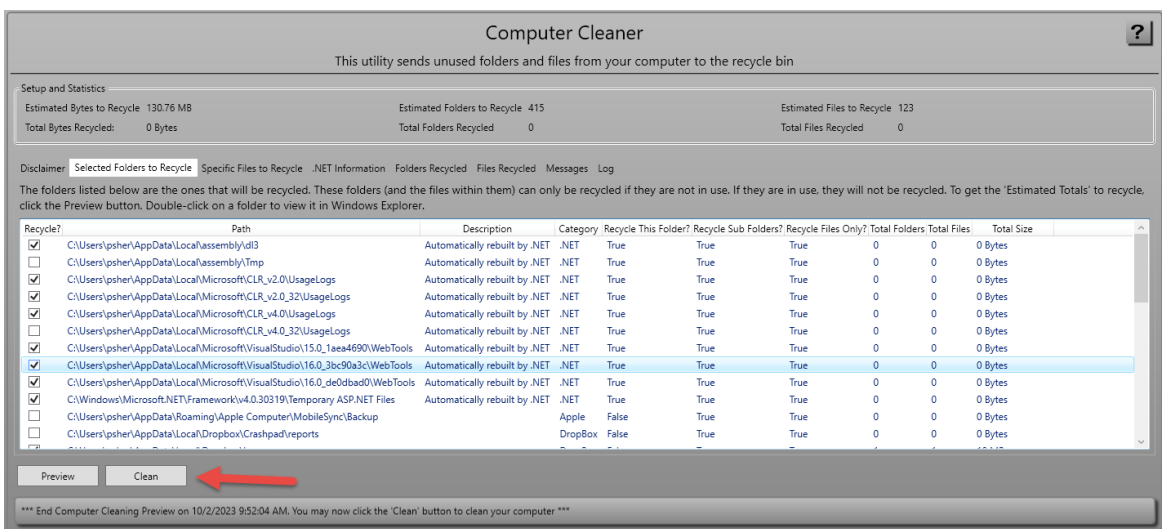 Computer Cleaner
?
This utility sends unused folders and files from your computer to the recycle bin
Setup and Statistics
Estimated Bytes to Recycle 130.76 MB Estimated Folders to Recycle 415 Estimated Files to Recycle 123
Total Bytes Recycled: 0 Bytes Total Folders Recycled 0 Total Files Recycled 0
Disclaimer Selected Folders to Recycle Specific Files to Recycle .NET Information Folders Recycled Files Recycled Messages Log
The folders listed below are the ones that will be recycled. These folders (and the files within them) can only be recycled if they are not in use. If they are in use, they will not be recycled. To get the 'Estimated Totals' to recycle,
click the Preview button. Double-click on a folder to view it in Windows Explorer.
Recycle? Path Description Category Recycle This Folder? Recycle Sub Folders? Recycle Files Only? Total Folders Total Files Total Size
C:\Users\psher\AppData\Local\assembly\dl3 Automatically rebuilt by .NET .NET True True True 0 0 0 Bytes
C:\Users\psher\AppData\Local\assembly\Tmp Automatically rebuilt by .NET .NET True True True 0 0 0 Bytes
C:\Users\psher\AppData\Local\Microsoft\CLR_v2.0\UsageLogs Automatically rebuilt by .NET .NET True True True 0 0 0 Bytes
C:\Users\psher\AppData\Local\Microsoft\CLR_v2.0_32\UsageLogs Automatically rebuilt by .NET .NET True True True 0 0 0 Bytes
C:\Users\psher\AppData\Local\Microsoft\CLR_v4.0\UsageLogs Automatically rebuilt by .NET .NET True True True 0 0 0 Bytes
C:\Users\psher\AppData\Local\Microsoft\CLR_v4.0_32\UsageLogs Automatically rebuilt by .NET .NET True True True 0 0 0 Bytes
C:\Users\psher\AppData\Local\Microsoft\VisualStudio\15.0_1aea4690\WebTools Automatically rebuilt by .NET .NET True True True 0 0 0 Bytes
C:\Users\psher\AppData\Local\Microsoft\VisualStudio\16.0_3bc90a3c\WebTools Automatically rebuilt by .NET .NET True True True 0 0 0 Bytes
C:\Users\psher\AppData\Local\Microsoft\VisualStudio\16.0_de0dbad0\WebTools Automatically rebuilt by .NET .NET True True True 0 0 0 Bytes
C:\Windows\Microsoft.NET\Framework\v4.0.30319\Temporary ASP.NET Files Automatically rebuilt by .NET .NET True True True 0 0 0 Bytes
C:\Users\psher\AppData\Roaming\Apple Computer\MobileSync\Backup Apple False True True 0 0 0 Bytes
C:\Users\psher\AppData\Local\Dropbox\Crashpad\reports DropBox False True True 0 0 0 Bytes
Preview Clean
*** End Computer Cleaning Preview on 10/2/2023 9:52:04 AM. You may now click the 'Clean' button to clean your computer ***